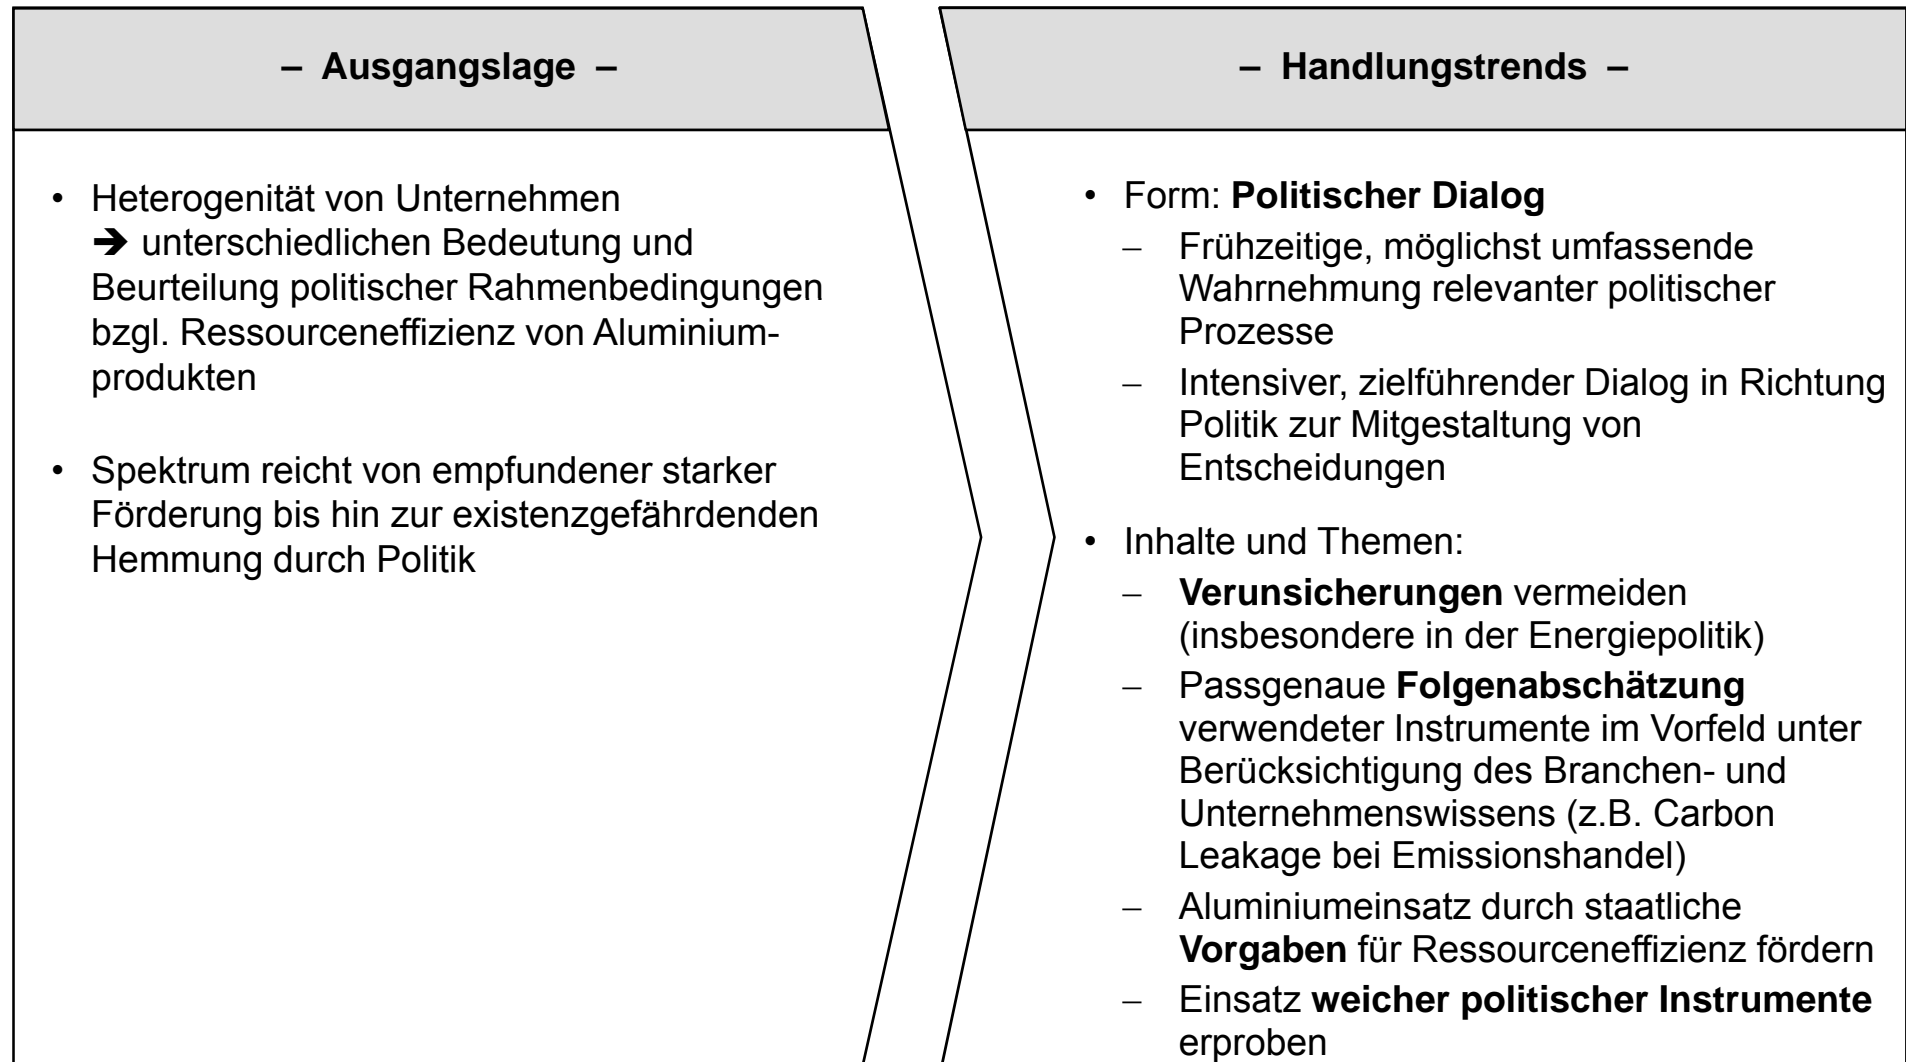 – Ausgangslage –
• Heterogenität von Unternehmen
➔ unterschiedlichen Bedeutung und
Beurteilung politischer Rahmenbedingungen
bzgl. Ressourceneffizienz von Aluminium-
produkten
• Spektrum reicht von empfundener starker
Förderung bis hin zur existenzgefährdenden
Hemmung durch Politik
– Handlungstrends –
• Form: Politischer Dialog
– Frühzeitige, möglichst umfassende
Wahrnehmung relevanter politischer
Prozesse
– Intensiver, zielführender Dialog in Richtung
Politik zur Mitgestaltung von
Entscheidungen
• Inhalte und Themen:
– Verunsicherungen vermeiden
(insbesondere in der Energiepolitik)
– Passgenaue Folgenabschätzung
verwendeter Instrumente im Vorfeld unter
Berücksichtigung des Branchen- und
Unternehmenswissens (z.B. Carbon
Leakage bei Emissionshandel)
– Aluminiumeinsatz durch staatliche
Vorgaben für Ressourceneffizienz fördern
– Einsatz weicher politischer Instrumente
erproben